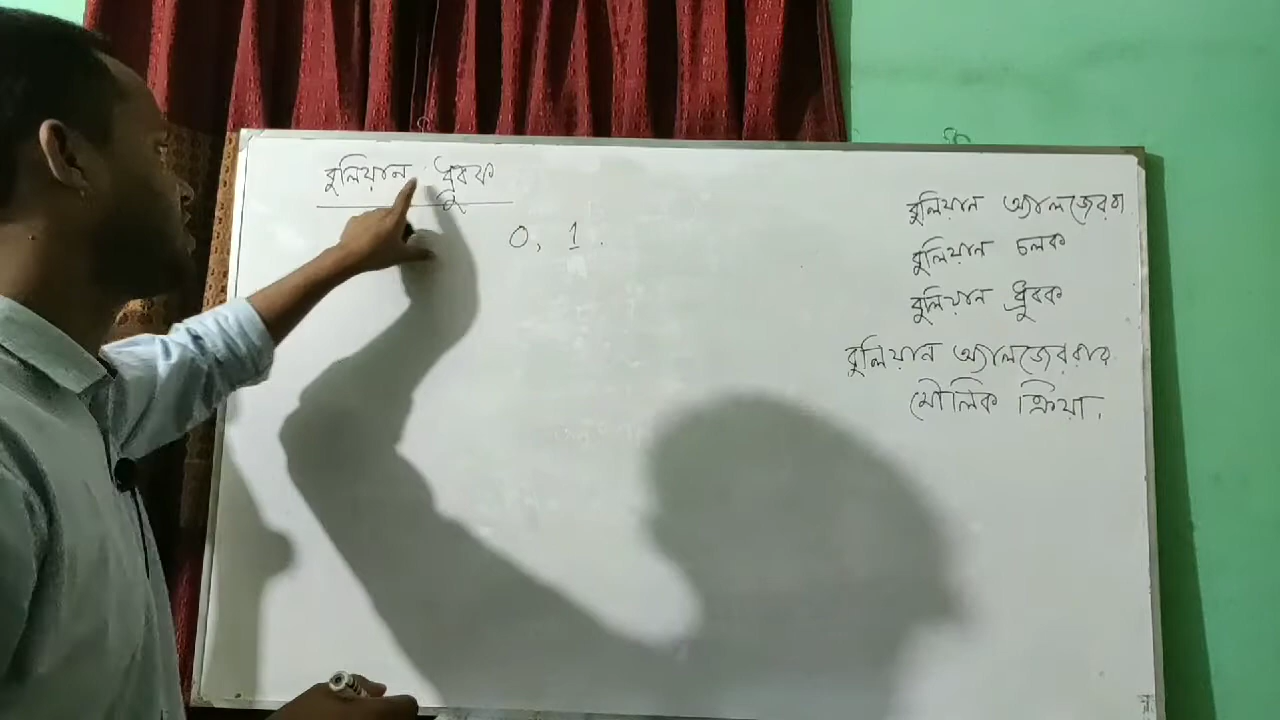 বুলিয়ান ধ্রুবক
0, 1.
বুলিয়ান অ্যালজেবরা
বুলিয়ান চলক
বুলিয়ান ধ্রুবক
বুলিয়ান অ্যালজেবরার
মৌলিক ক্রিয়া.